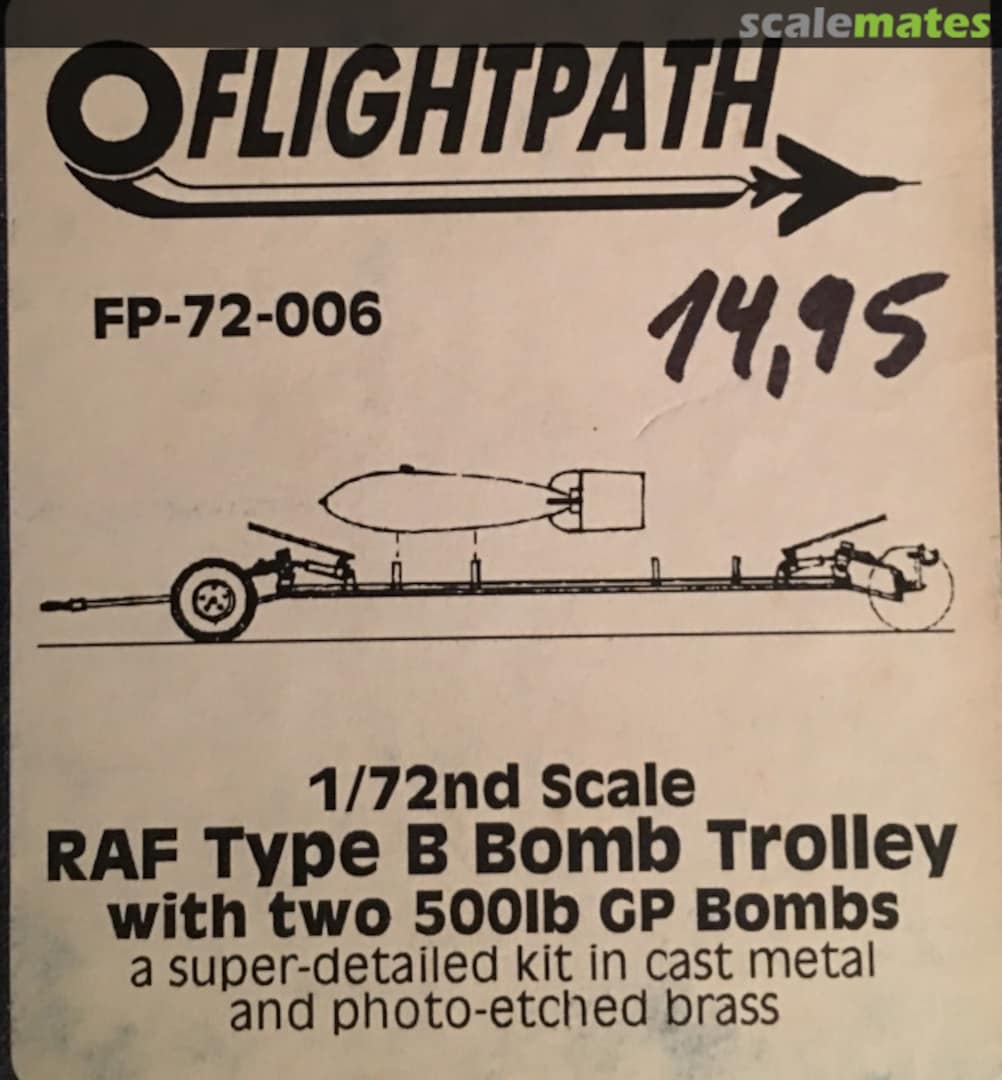 scalemates
FLIGHTPATH
FP-72-006
14,95
1/72nd Scale
RAF Type B Bomb Trolley
with two 500lb GP Bombs
a super-detailed kit in cast metal
and photo-etched brass